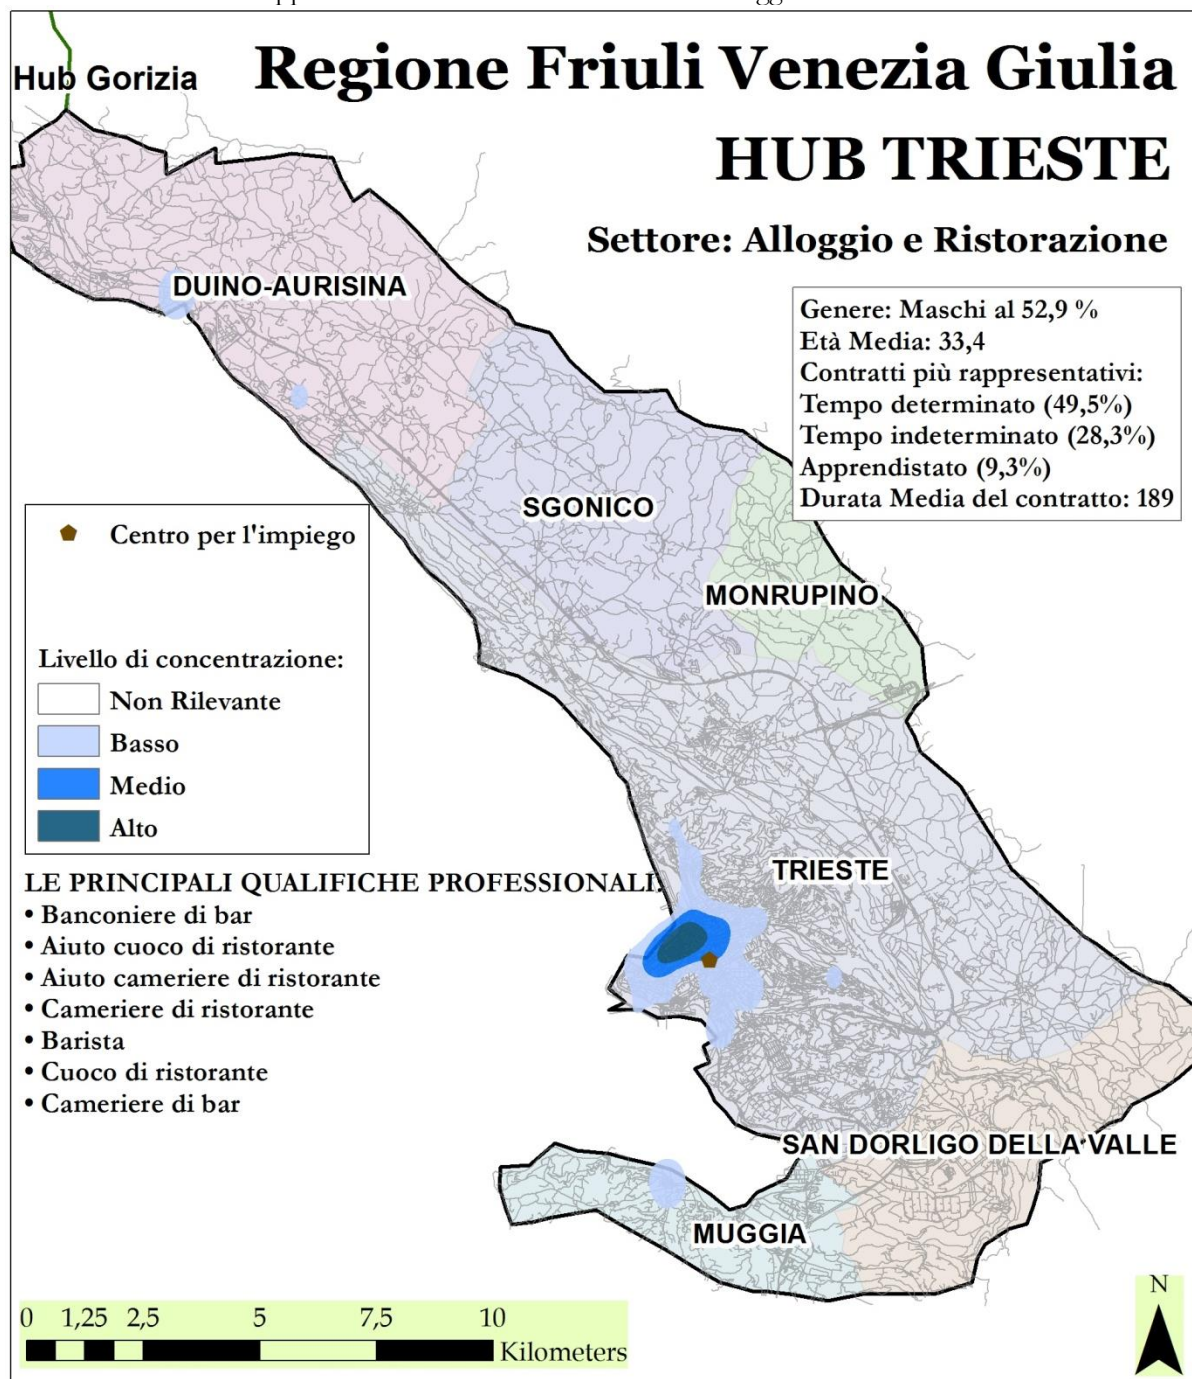 Hub Gorizia
Regione Friuli Venezia Giulia
HUB TRIESTE
Settore: Alloggio e Ristorazione
DUINO-AURISINA
Genere: Maschi al 52,9 %
Età Media: 33,4
Contratti più rappresentativi:
Tempo determinato (49,5%)
Tempo indeterminato (28,3%)
Apprendistato (9,3%)
Durata Media del contratto: 189
SGONICO
MONRUPINO
Centro per l'impiego
Livello di concentrazione:
Non Rilevante
Basso
Medio
Alto
TRIESTE
LE PRINCIPALI QUALIFICHE PROFESSIONALI
• Banconiere di bar
• Aiuto cuoco di ristorante
• Aiuto cameriere di ristorante
• Cameriere di ristorante
• Barista
• Cuoco di ristorante
• Cameriere di bar
SAN DORLIGO DELLA VALLE
MUGGIA
0 1,25 2,5 5 7,5 10
Kilometers
N